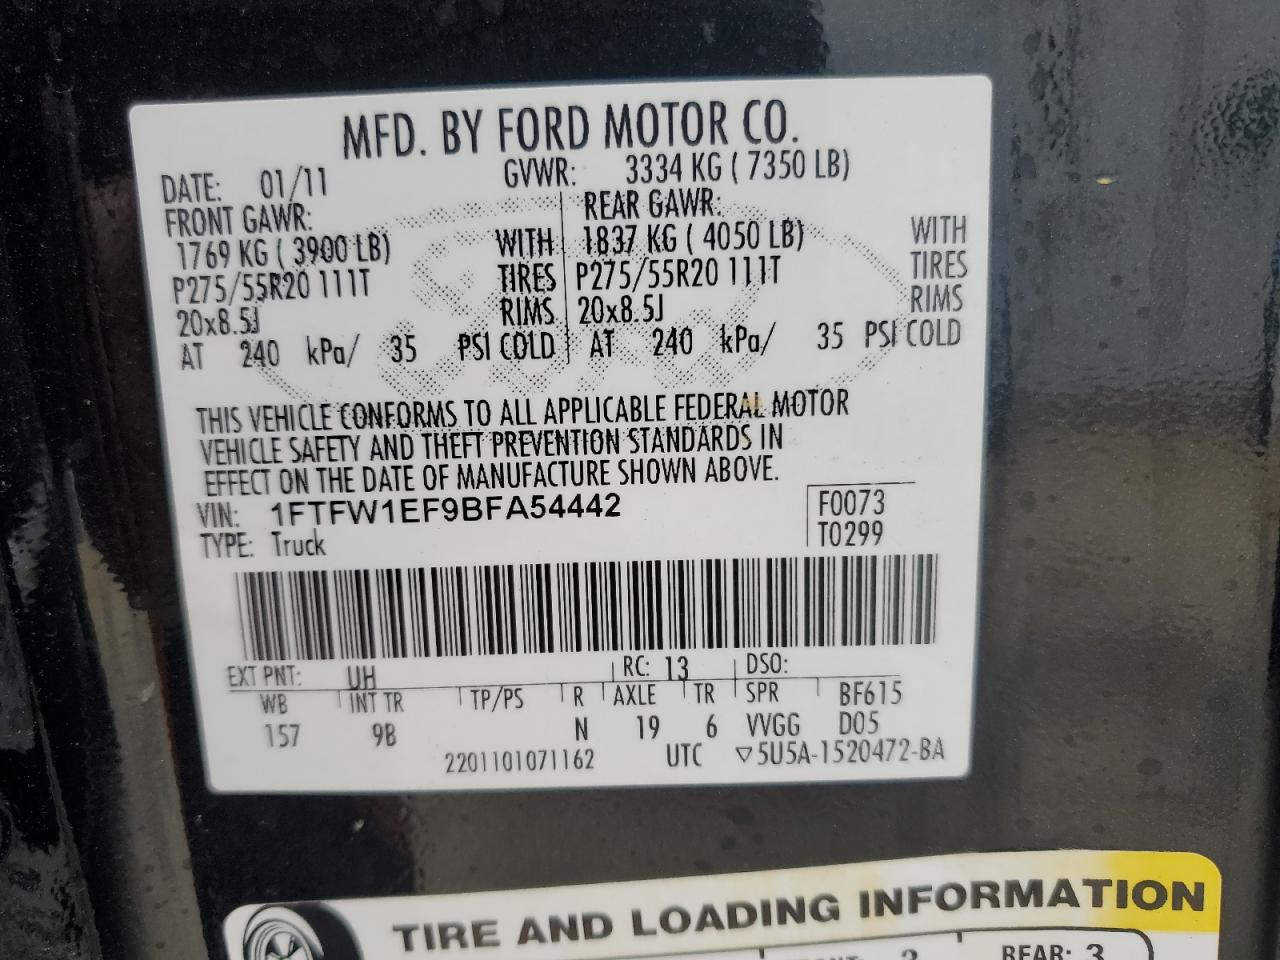 MFD. BY FORD MOTOR CO.
DATE: 01/11 GVWR: 3334 KG ( 7350 LB)
FRONT GAWR: REAR GAWR:
1769 KG ( 3900 LB) WITH 1837 KG ( 4050 LB) WITH
P275/55R20 111T TIRES P275/55R20 111T TIRES
20x8.5J RIMS 20x8.5J RIMS
AT 240 kPa/ 35 PSI COLD AT 240 kPa/ 35 PSI COLD
THIS VEHICLE CONFORMS TO ALL APPLICABLE FEDERAL MOTOR
VEHICLE SAFETY AND THEFT PREVENTION STANDARDS IN
EFFECT ON THE DATE OF MANUFACTURE SHOWN ABOVE.
VIN: 1FTFW1EF9BFA54442 F0073
TYPE: Truck T0299
EXT PNT: UH RC: 13 DSO:
WB INT TR TP/PS R AXLE TR SPR BF615
157 9B N 19 6 VVGG D05
2201101071162 UTC ▽5U5A-1520472-BA
TIRE AND LOADING INFORMATION
REAR: 3